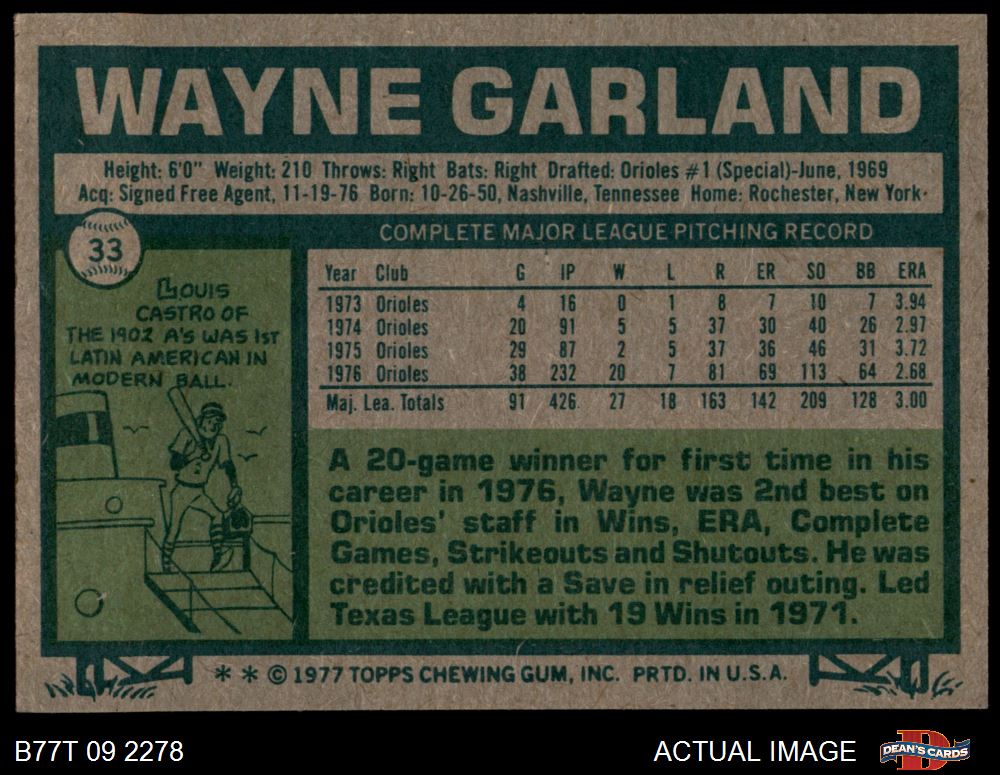 WAYNE GARLAND
Height: 6'0" Weight: 210 Throws: Right Bats: Right Drafted: Orioles #1 (Special)-June, 1969
Acq: Signed Free Agent, 11-19-76 Born: 10-26-50, Nashville, Tennessee Home: Rochester, New York
33
LOUIS
CASTRO OF
THE 1902 A'S WAS 1ST
LATIN AMERICAN IN
MODERN BALL.
COMPLETE MAJOR LEAGUE PITCHING RECORD
Year Club G IP W L R ER SO BB ERA
1973 Orioles 4 16 0 1 8 7 10 7 3.94
1974 Orioles 20 91 5 5 37 30 40 26 2.97
1975 Orioles 29 87 2 5 37 36 46 31 3.72
1976 Orioles 38 232 20 7 81 69 113 64 2.68
Maj. Lea. Totals 91 426 27 18 163 142 209 128 3.00
A 20-game winner for first time in his
career in 1976, Wayne was 2nd best on
Orioles' staff in Wins, ERA, Complete
Games, Strikeouts and Shutouts. He was
credited with a Save in relief outing. Led
Texas League with 19 Wins in 1971.
* * © 1977 TOPPS CHEWING GUM, INC. PRTD. IN U.S.A.
B77T 09 2278
ACTUAL IMAGE
D
DEAN'S CARDS